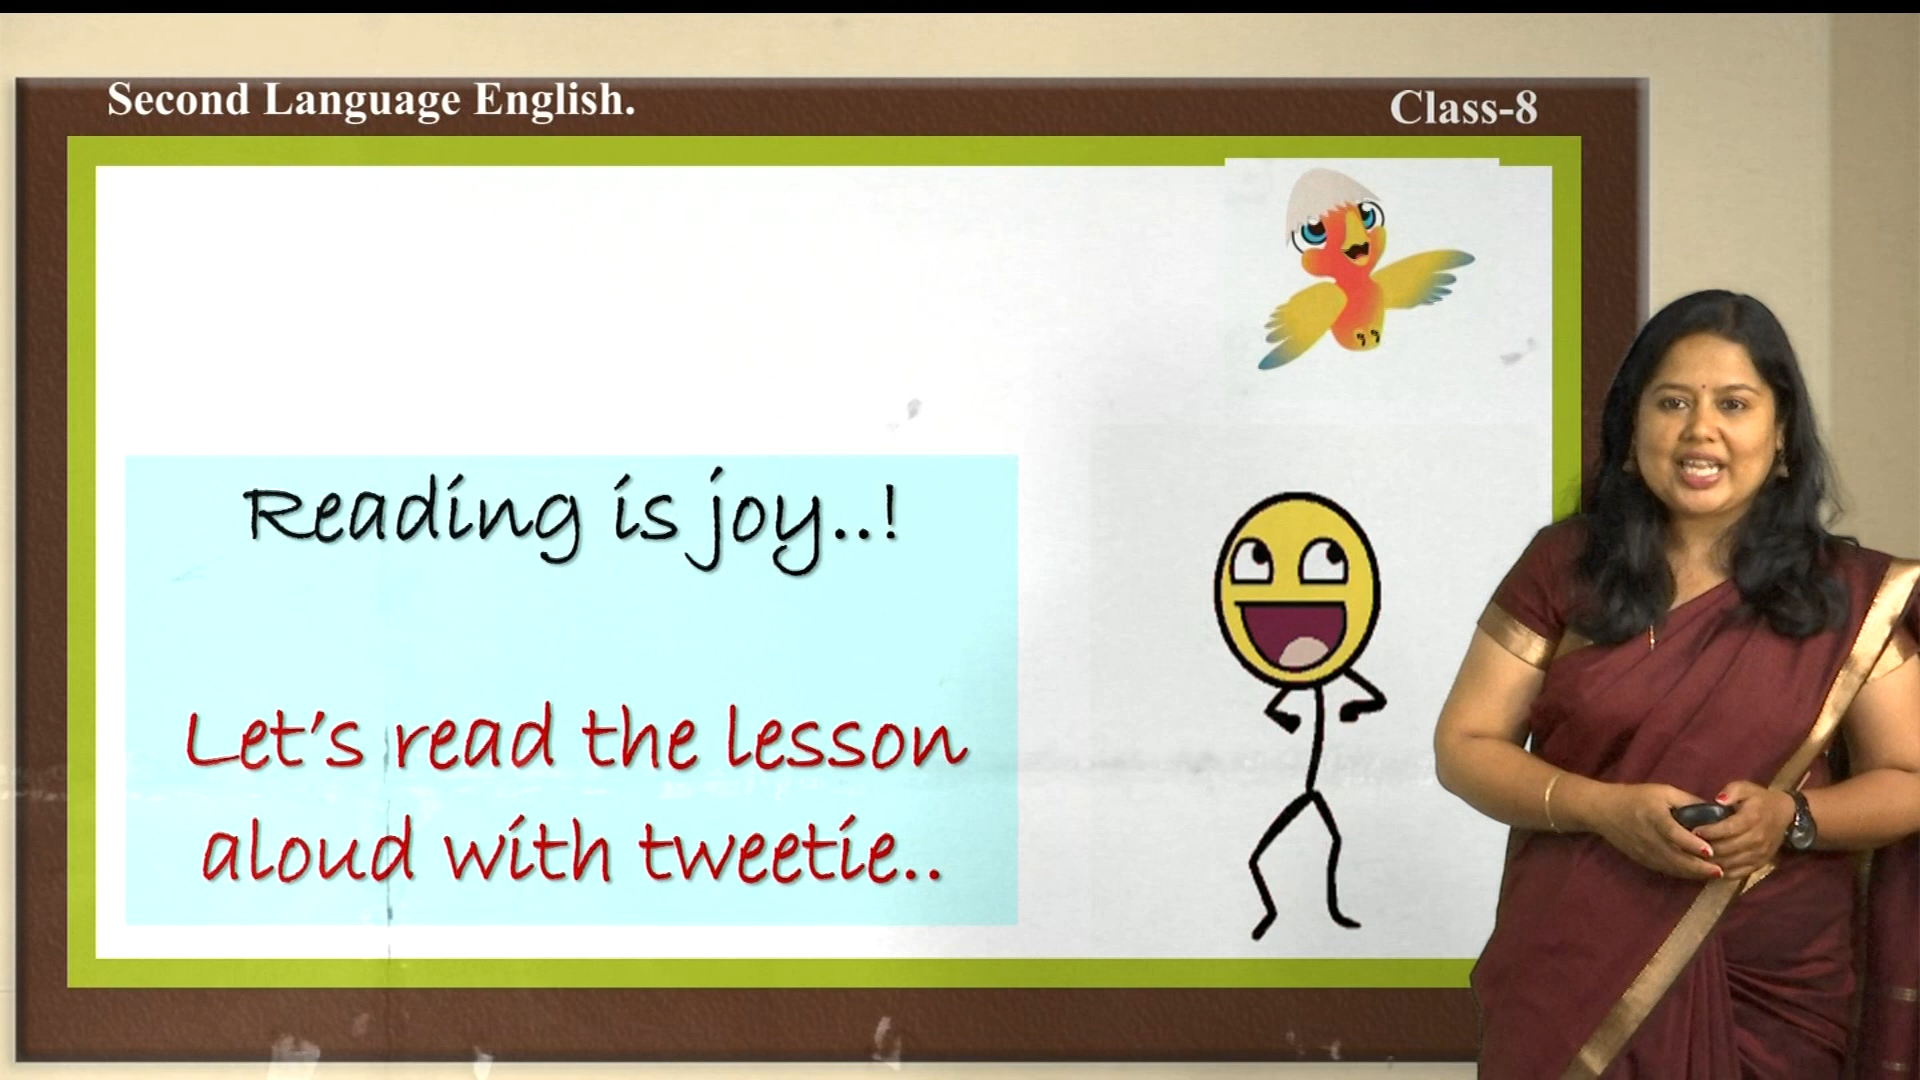 Second Language English.
Class-8
Reading is joy..!
Let's read the lesson
aloud with tweetie..